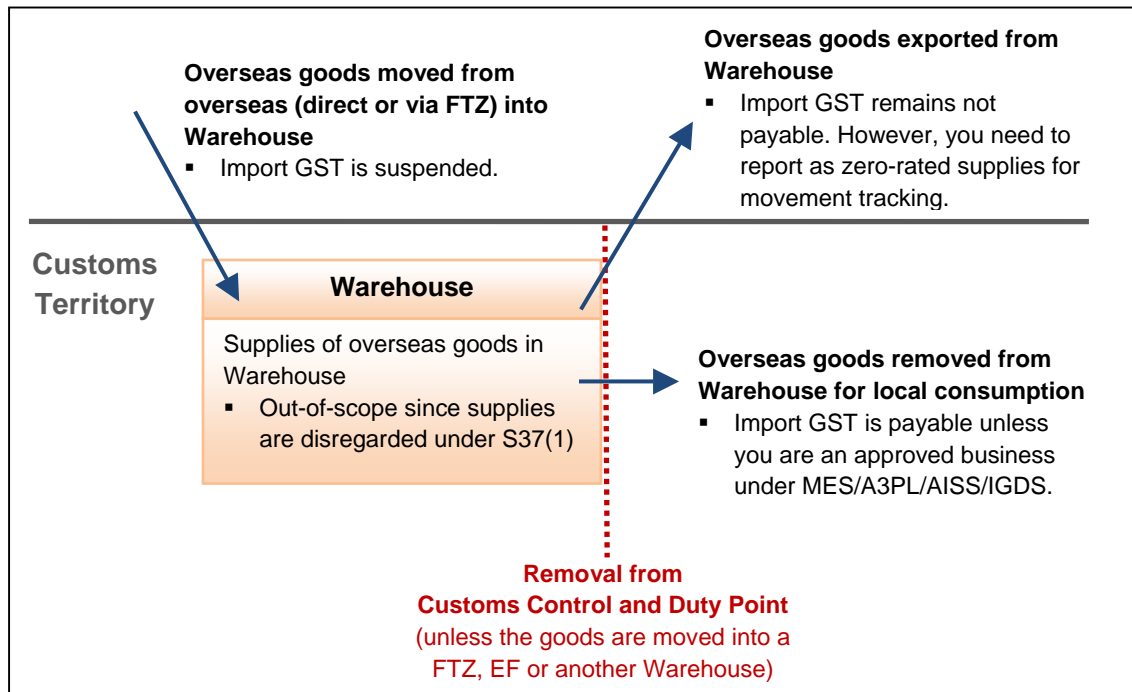 Overseas goods moved from
overseas (direct or via FTZ) into
Warehouse
▪ Import GST is suspended.
Overseas goods exported from
Warehouse
▪ Import GST remains not
payable. However, you need to
report as zero-rated supplies for
movement tracking.
Customs
Territory
Warehouse
Supplies of overseas goods in
Warehouse
▪ Out-of-scope since supplies
are disregarded under S37(1)
Overseas goods removed from
Warehouse for local consumption
▪ Import GST is payable unless
you are an approved business
under MES/A3PL/AISS/IGDS.
Removal from
Customs Control and Duty Point
(unless the goods are moved into a
FTZ, EF or another Warehouse)